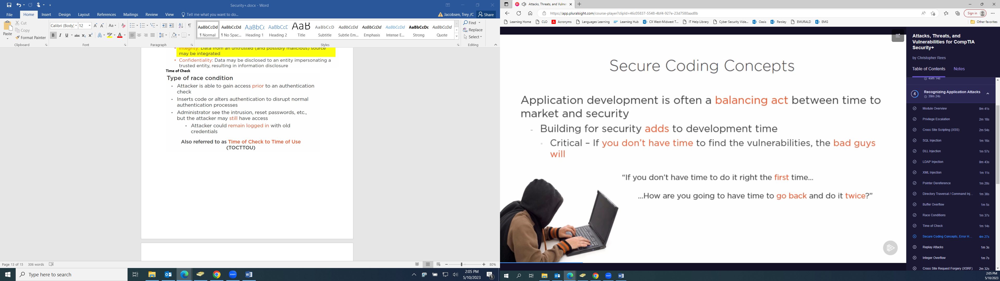 Security+.docx - Word
File Home Insert Design Layout References Mailings Review View Tell me what you want to do...
Jacobsen, Trey /C Share
Paste
Cut
Copy
Format Painter
Clipboard
Calibri (Body) 12
Font
Paragraph
AaBbCcDd AaBbCcDd AaBbC AaBbCcD AaB AaBbCcD AaBbCcDd AaBbCcDd AaBbCcDd AaBbCcDc AaBbCcDd
¶ Normal ¶ No Spac... Heading 1 Heading 2 Title Subtitle Subtle Em... Emphasis Intense E... Strong Quote
Styles
Find
Replace
Select
Editing
• Integrity: Data from an untrusted (and possibly malicious) source
may be integrated
• Confidentiality: Data may be disclosed to an entity impersonating a
trusted entity, resulting in information disclosure
Time of Check
Type of race condition
• Attacker is able to gain access prior to an authentication
check
• Inserts code or alters authentication to disrupt normal
authentication processes
• Administrator see the intrusion, reset passwords, etc.,
but the attacker may still have access
• Attacker could remain logged in with old
credentials
Also referred to as Time of Check to Time of Use
(TOCTTOU)
Page 13 of 15 306 words
80%
Type here to search
2:05 PM
5/10/2023
Attacks, Threats, and Vulner
https://app.pluralsight.com/course-player?clipId=46c05837-5548-4bf4-927e-23d7580aad8b
Sign in
Learning Home CLO Acronyms Languages Learning Learning Hub CX West-Midwest T... IT Help Library Cyber Security Vide... Oasis Parsley EMURALD EMG Other favorites
Secure Coding Concepts
Application development is often a balancing act between time to
market and security
- Building for security adds to development time
Critical – If you don't have time to find the vulnerabilities, the bad guys
will
“If you don't have time to do it right the first time...
...How are you going to have time to go back and do it twice?”
Attacks, Threats, and
Vulnerabilities for CompTIA
Security+
by Christopher Rees
Table of Contents Notes
49m 14s
4 Recognizing Application Attacks
39m 24s
Module Overview 0m 41s
Privilege Escalation 2m 18s
Cross Site Scripting (XSS) 2m 54s
SQL Injection 1m 16s
DLL Injection 1m 57s
LDAP Injection 0m 43s
XML Injection 1m 11s
Pointer Dereference 1m 20s
Directory Traversal / Command Inj... 1m 38s
Buffer Overflow 1m 5s
Race Conditions 1m 37s
Time of Check 1m 14s
Secure Coding Concepts, Error H... 4m 27s
Replay Attacks 1m 3s
Integer Overflow 1m 7s
Cross Site Request Forgery (XSRF) 2m 32s
2:05 PM
5/10/2023